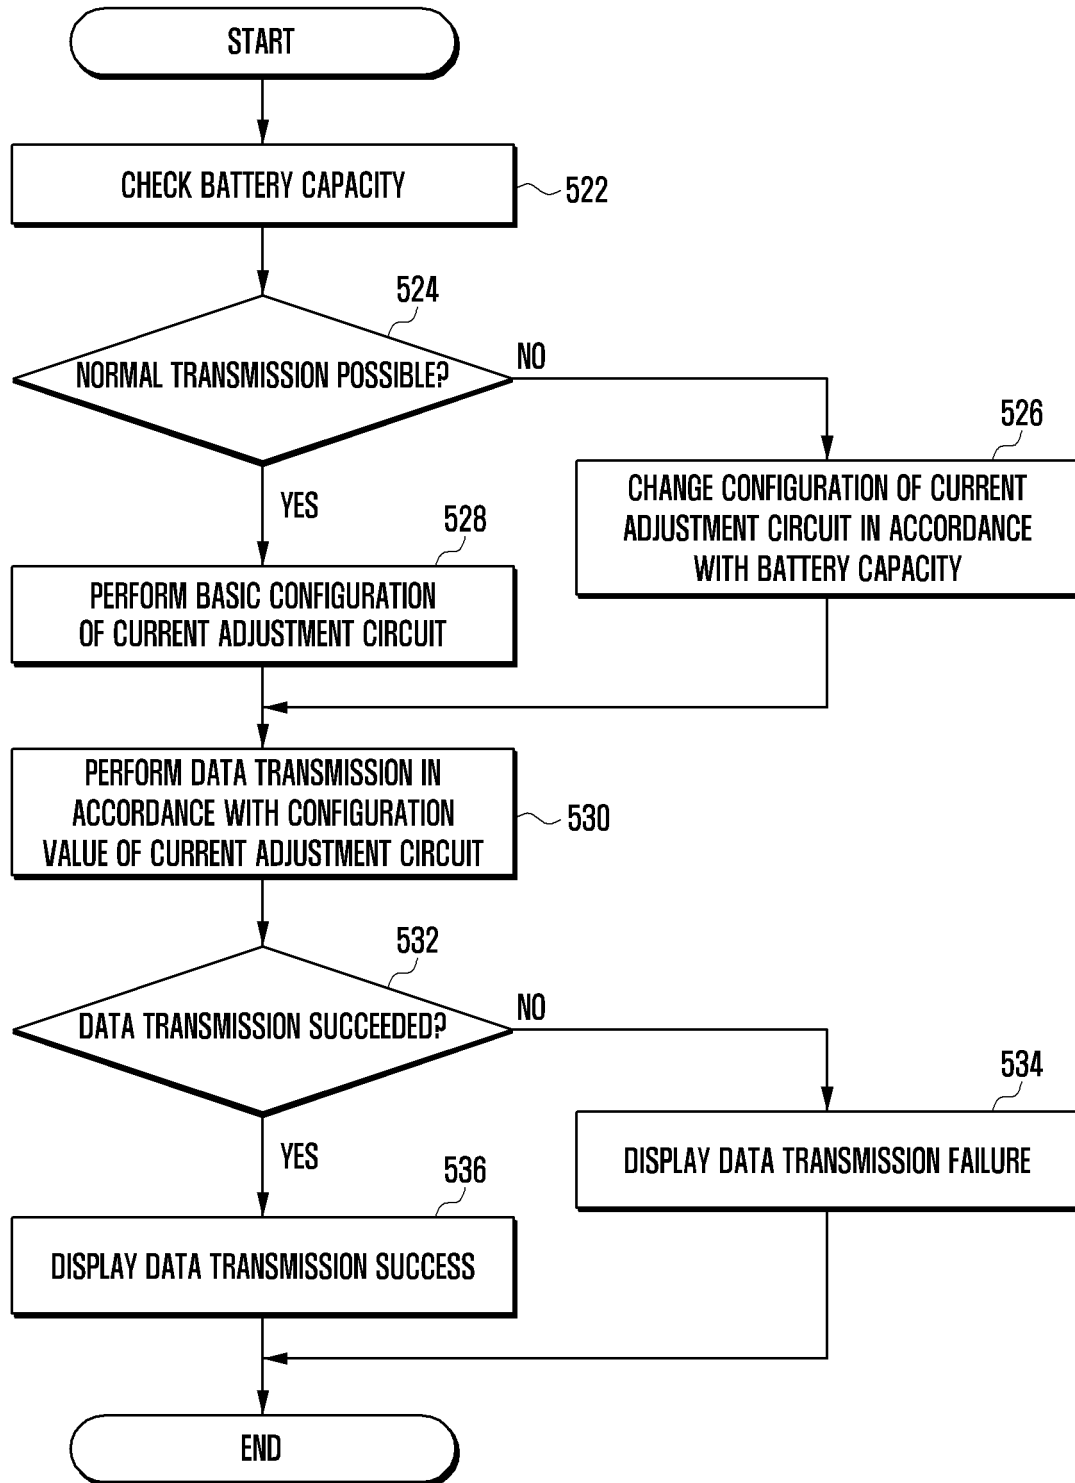 START
CHECK BATTERY CAPACITY
522
524
NORMAL TRANSMISSION POSSIBLE?
NO
526
CHANGE CONFIGURATION OF CURRENT
ADJUSTMENT CIRCUIT IN ACCORDANCE
WITH BATTERY CAPACITY
YES
528
PERFORM BASIC CONFIGURATION
OF CURRENT ADJUSTMENT CIRCUIT
PERFORM DATA TRANSMISSION IN
ACCORDANCE WITH CONFIGURATION
VALUE OF CURRENT ADJUSTMENT CIRCUIT
530
532
DATA TRANSMISSION SUCCEEDED?
NO
534
DISPLAY DATA TRANSMISSION FAILURE
YES
536
DISPLAY DATA TRANSMISSION SUCCESS
END